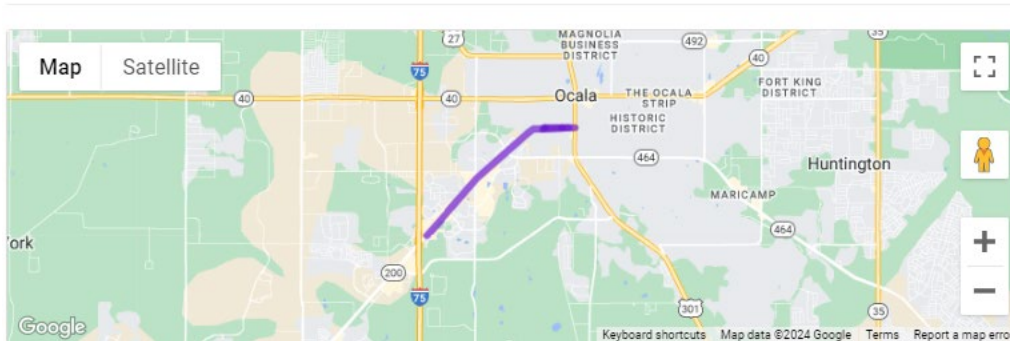 Map Satellite
27
75
MAGNOLIA
BUSINESS
DISTRICT
492
35
40
40
40
Ocala
THE OCALA
STRIP
FORT KING
DISTRICT
HISTORIC
DISTRICT
464
Huntington
MARICAMP
464
ork
200
75
301
35
Google
Keyboard shortcuts Map data ©2024 Google Terms Report a map erro